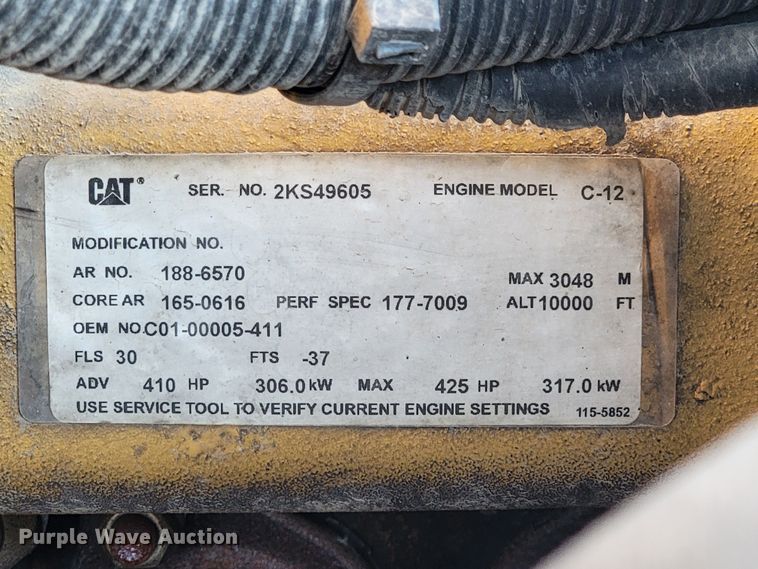 CAT® SER. NO. 2KS49605 ENGINE MODEL C-12
MODIFICATION NO.
AR NO. 188-6570 MAX 3048 M
CORE AR 165-0616 PERF SPEC 177-7009 ALT 10000 FT
OEM NO. C01-00005-411
FLS 30 FTS -37
ADV 410 HP 306.0 kW MAX 425 HP 317.0 kW
USE SERVICE TOOL TO VERIFY CURRENT ENGINE SETTINGS 115-5852
Purple Wave Auction